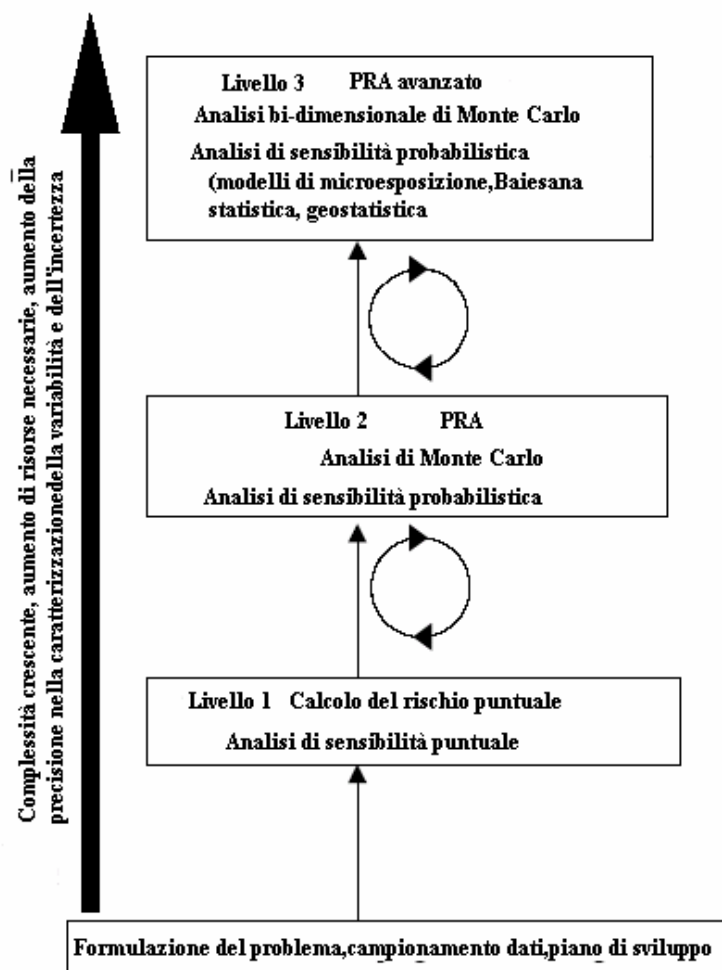 Livello 3 PRA avanzato
Analisi bi-dimensionale di Monte Carlo
Analisi di sensibilità probabilistica
(modelli di microesposizione,Baiesana
statistica, geostatistica
Livello 2 PRA
Analisi di Monte Carlo
Analisi di sensibilità probabilistica
Livello 1 Calcolo del rischio puntuale
Analisi di sensibilità puntuale
Formulazione del problema,campionamento dati,piano di sviluppo
Complessità crescente, aumento di risorse necessarie, aumento della
precisione nella caratterizzazionedella variabilità e dell'incertezza